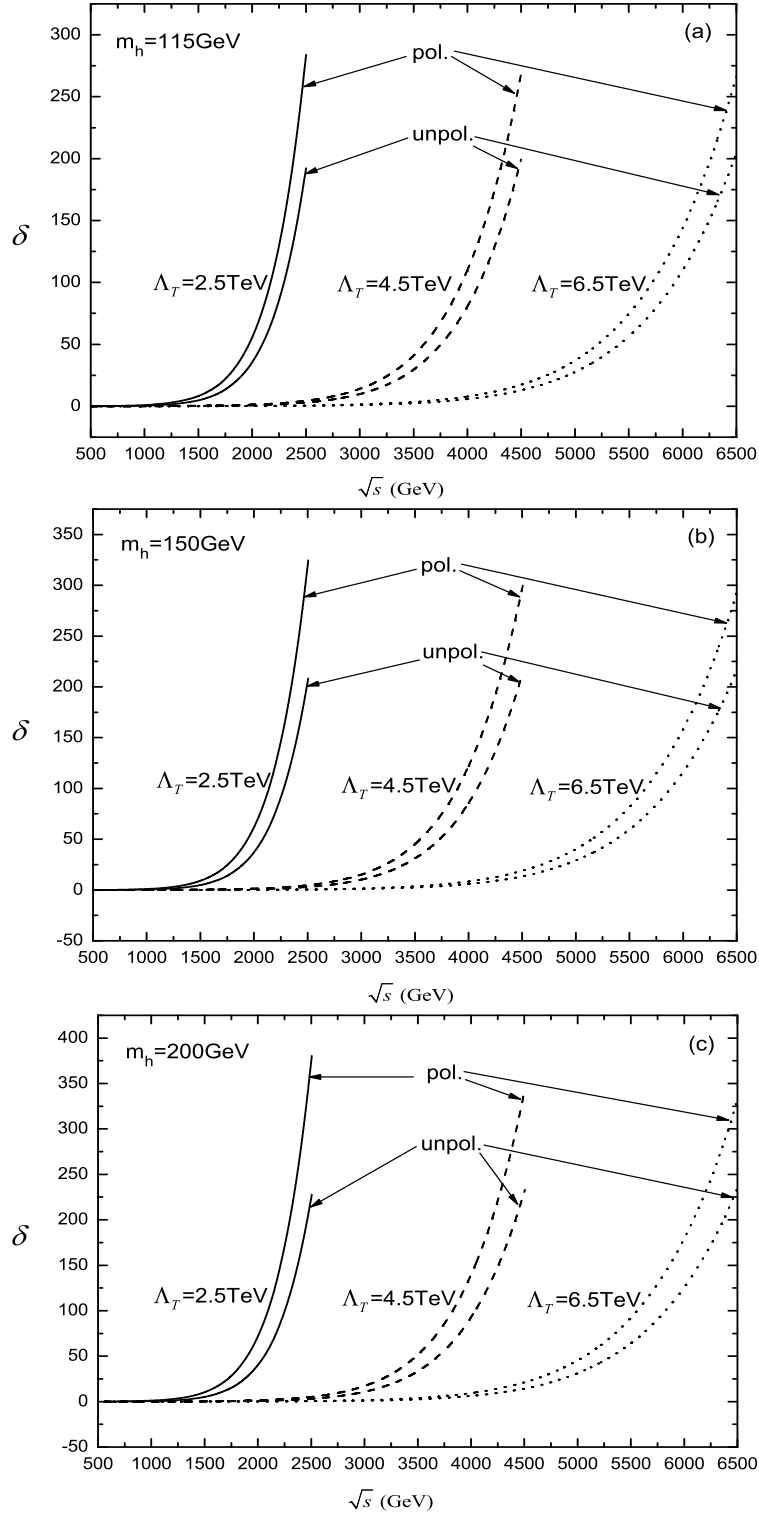 m_h=115GeV
(a)
pol.
unpol.
Λ_T=2.5TeV
Λ_T=4.5TeV
Λ_T=6.5TeV
δ
300
250
200
150
100
50
0
500 1000 1500 2000 2500 3000 3500 4000 4500 5000 5500 6000 6500
√s (GeV)
m_h=150GeV
(b)
pol.
unpol.
Λ_T=2.5TeV
Λ_T=4.5TeV
Λ_T=6.5TeV
δ
350
300
250
200
150
100
50
0
-50
500 1000 1500 2000 2500 3000 3500 4000 4500 5000 5500 6000 6500
√s (GeV)
m_h=200GeV
(c)
pol.
unpol.
Λ_T=2.5TeV
Λ_T=4.5TeV
Λ_T=6.5TeV
δ
400
350
300
250
200
150
100
50
0
-50
500 1000 1500 2000 2500 3000 3500 4000 4500 5000 5500 6000 6500
√s (GeV)